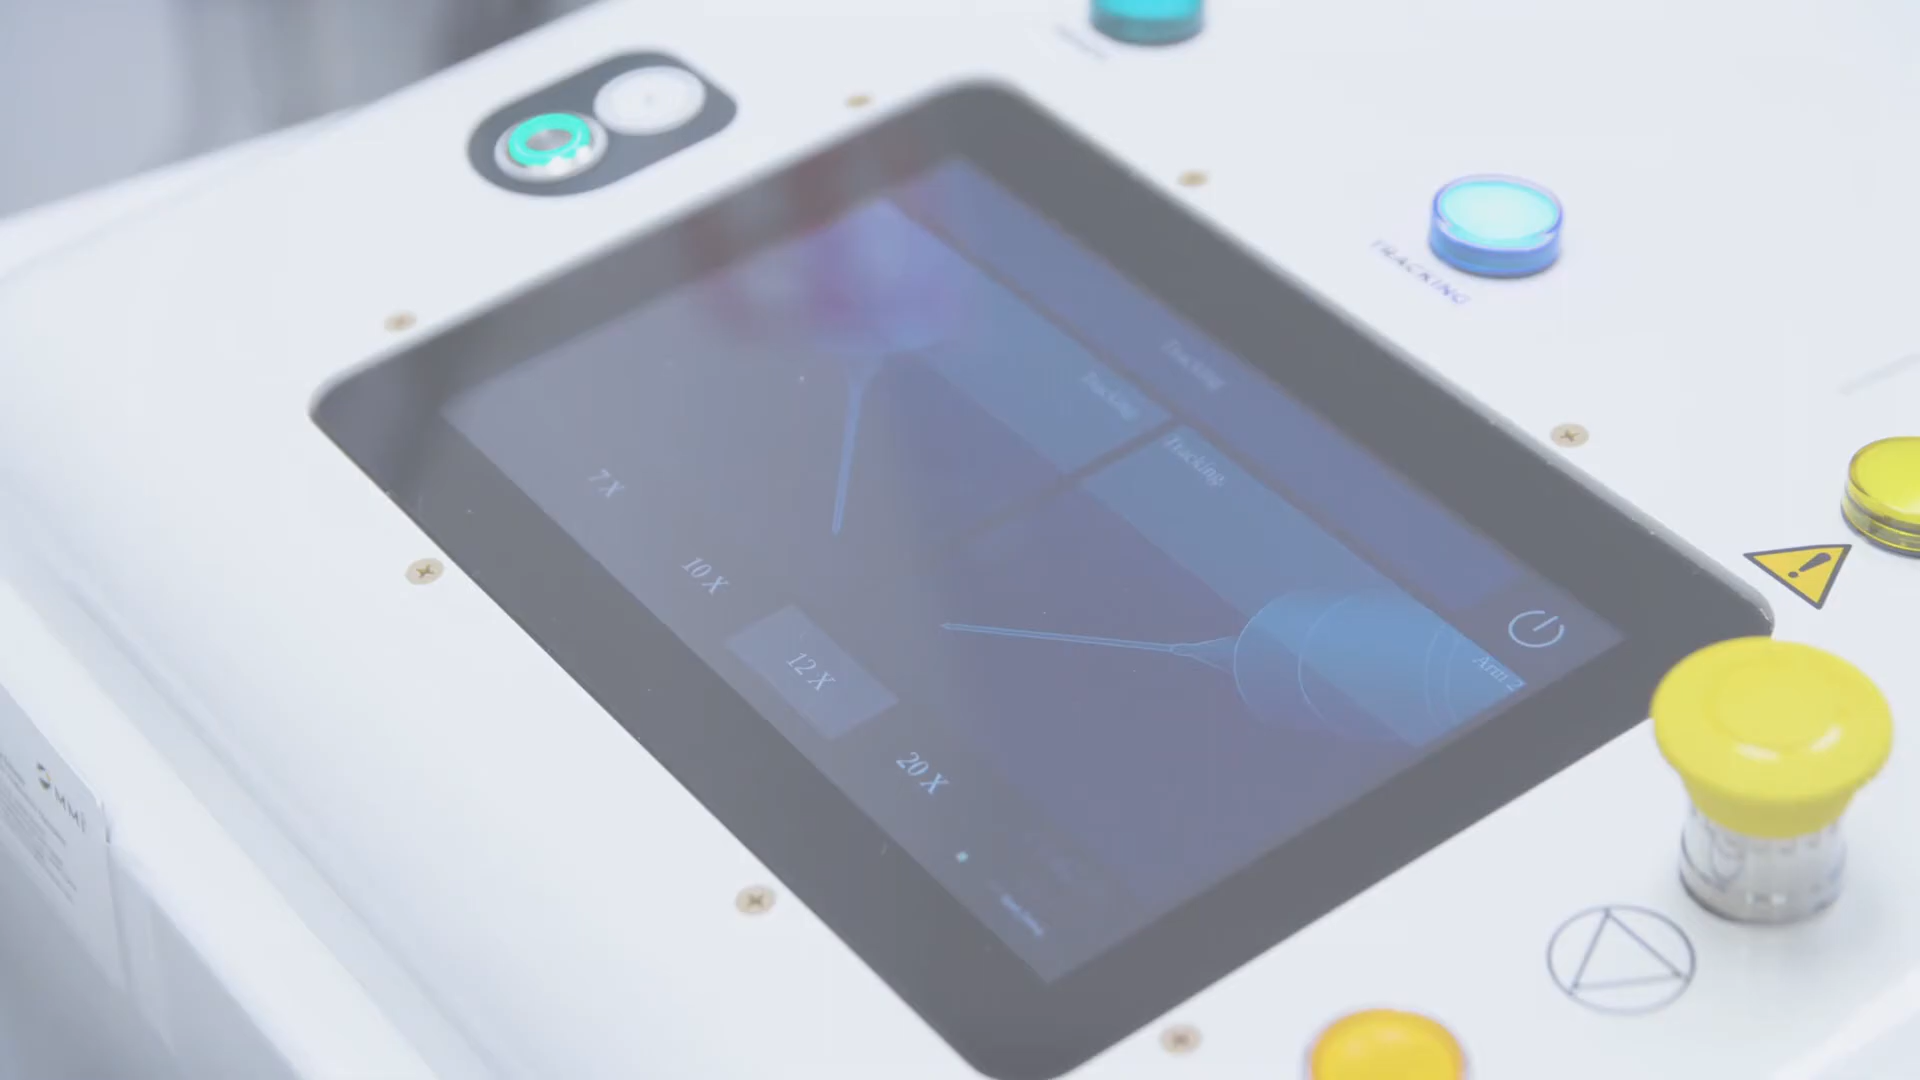 TRACKING
Tracking
Tracking
Tracking
7 X
10 X
12 X
20 X
Arm 2
MMI